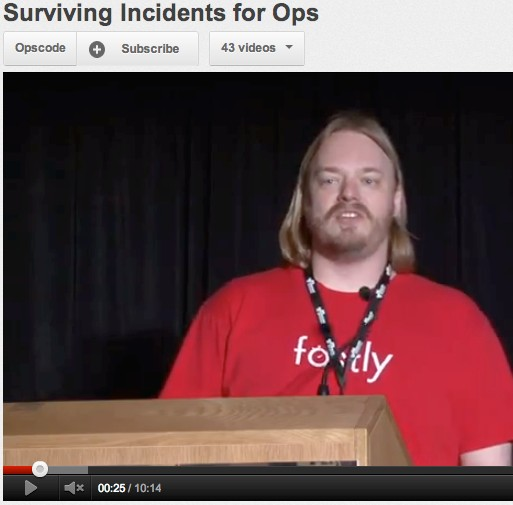 Surviving Incidents for Ops
Opscode
Subscribe
43 videos
fastly
00:25 / 10:14